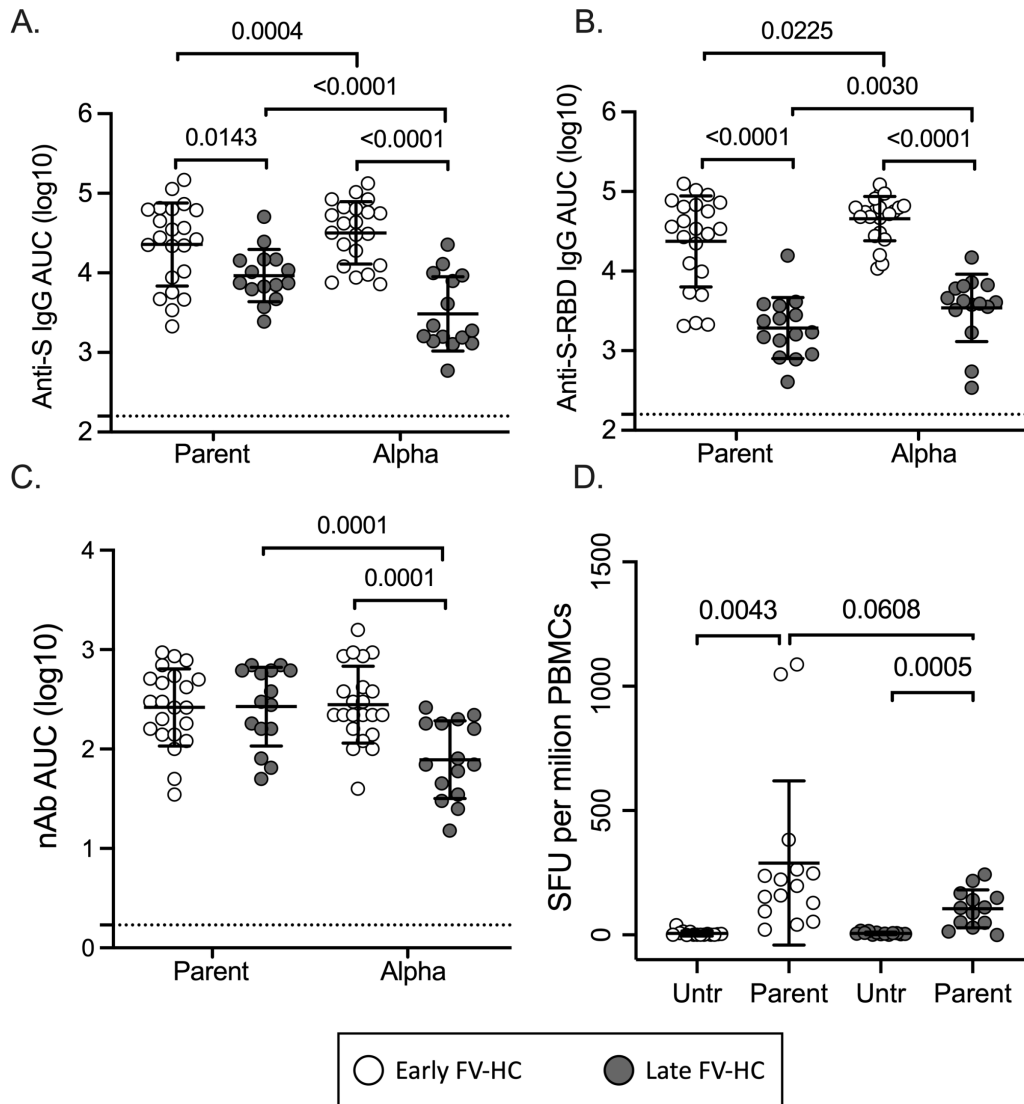 A.
0.0004
<0.0001
0.0143
<0.0001
Anti-S IgG AUC (log10)
6
5
4
3
2
Parent
Alpha
B.
0.0225
0.0030
<0.0001
<0.0001
Anti-S-RBD IgG AUC (log10)
6
5
4
3
2
Parent
Alpha
C.
0.0001
0.0001
nAb AUC (log10)
4
3
2
1
0
Parent
Alpha
D.
0.0043
0.0608
0.0005
SFU per milion PBMCs
1500
1000
500
0
Untr
Parent
Untr
Parent
Early FV-HC
Late FV-HC